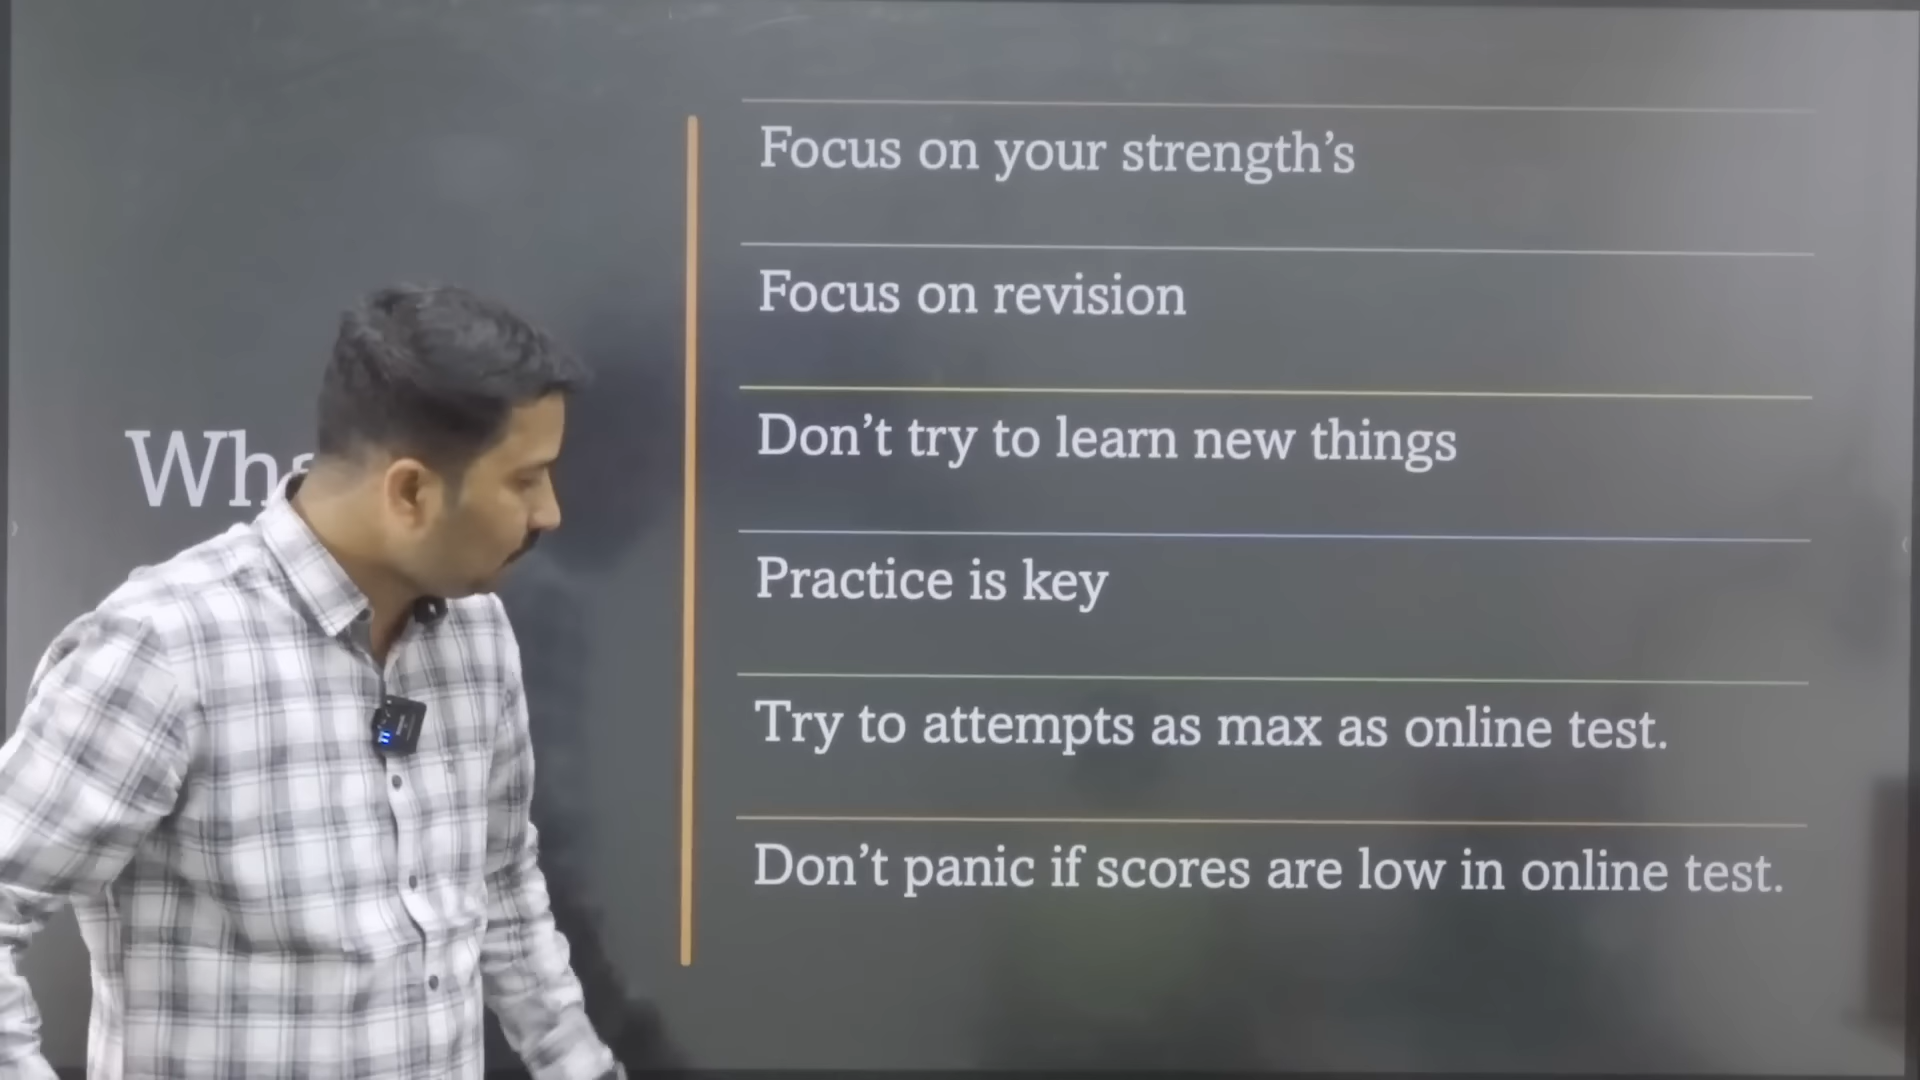 Focus on your strength’s
Focus on revision
Don’t try to learn new things
Practice is key
Try to attempts as max as online test.
Don’t panic if scores are low in online test.